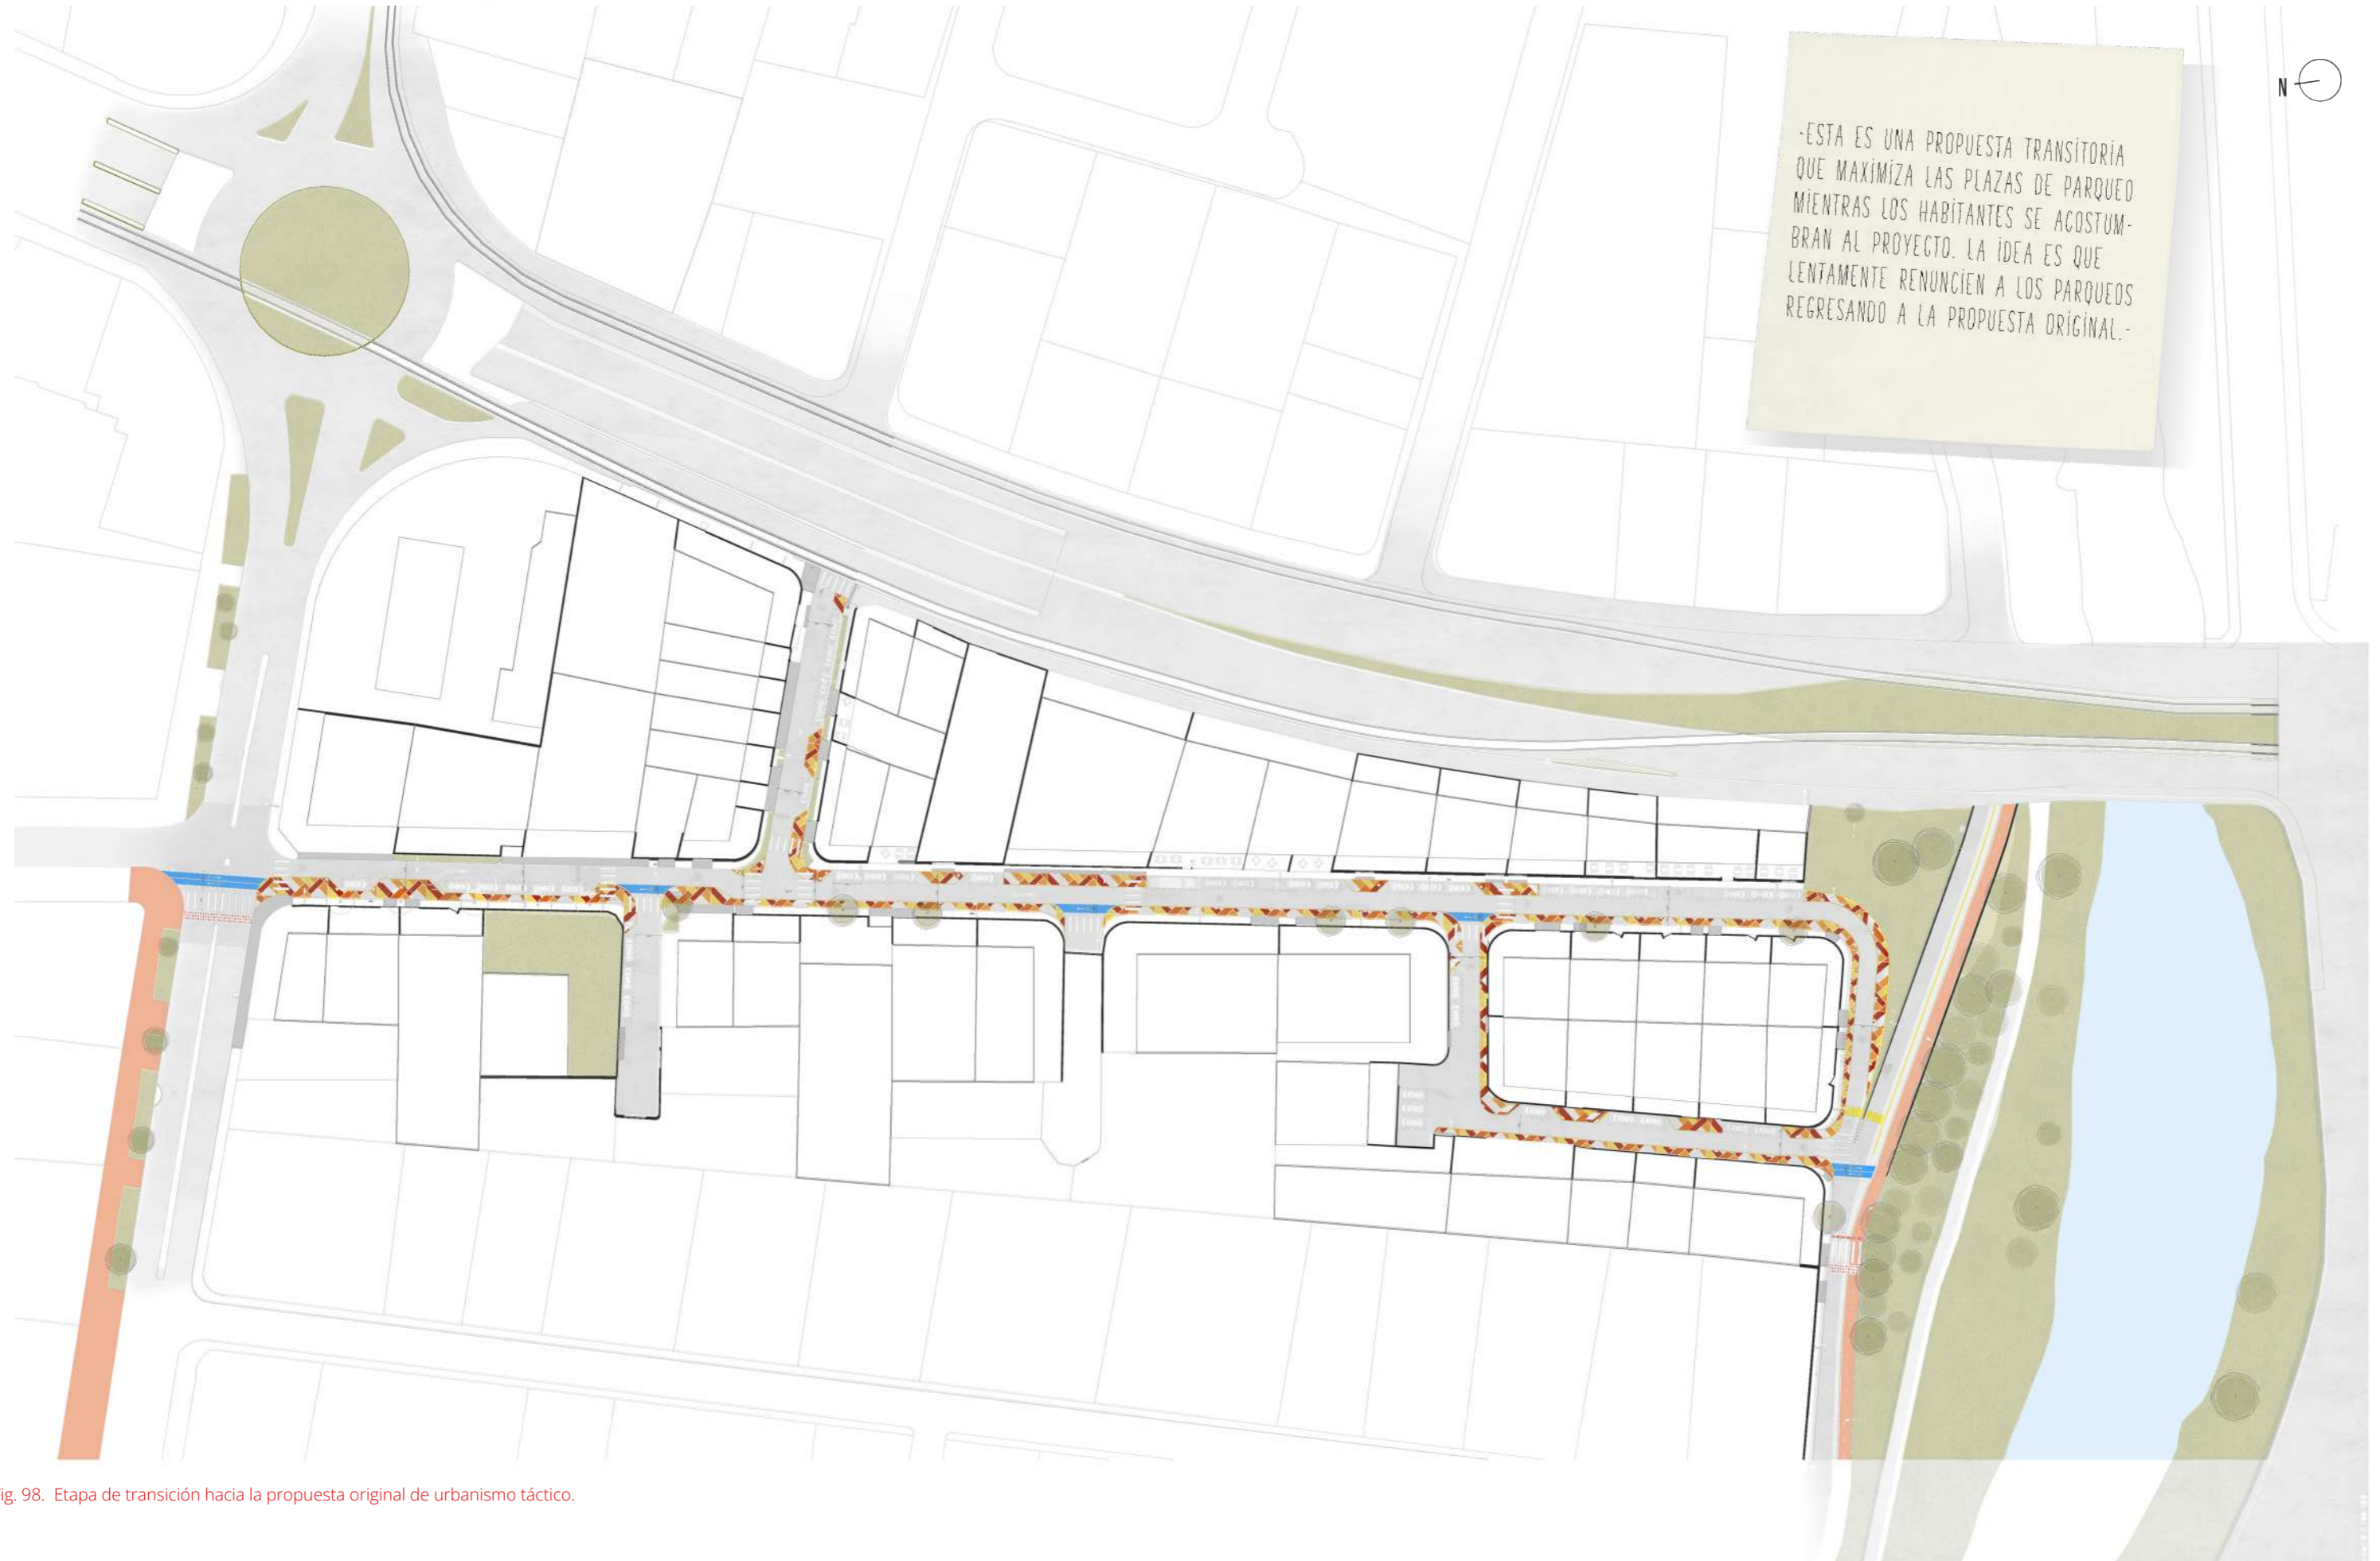 N
-ESTA ES UNA PROPUESTA TRANSITORIA
QUE MAXIMIZA LAS PLAZAS DE PARQUEO
MIENTRAS LOS HABITANTES SE ACOSTUM-
BRAN AL PROYECTO. LA IDEA ES QUE
LENTAMENTE RENUNCIEN A LOS PARQUEOS
REGRESANDO A LA PROPUESTA ORIGINAL.-
ig. 98. Etapa de transición hacia la propuesta original de urbanismo táctico.